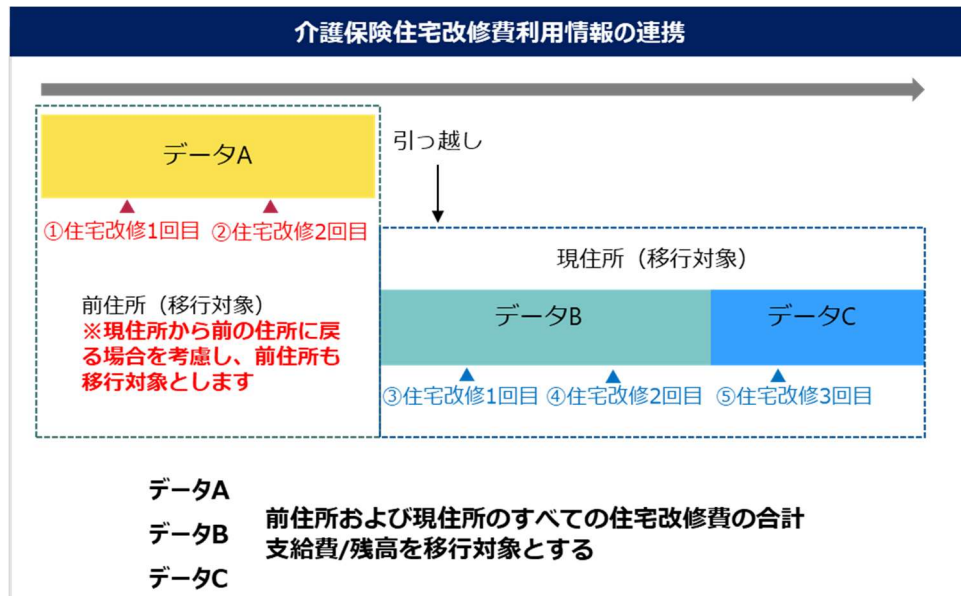 介護保険住宅改修費利用情報の連携
データA
引っ越し
①住宅改修1回目
②住宅改修2回目
現住所（移行対象）
前住所（移行対象）
※現住所から前の住所に戻
る場合を考慮し、前住所も
移行対象とします
データB
データC
③住宅改修1回目
④住宅改修2回目
⑤住宅改修3回目
データA
データB
データC
前住所および現住所のすべての住宅改修費の合計
支給費/残高を移行対象とする